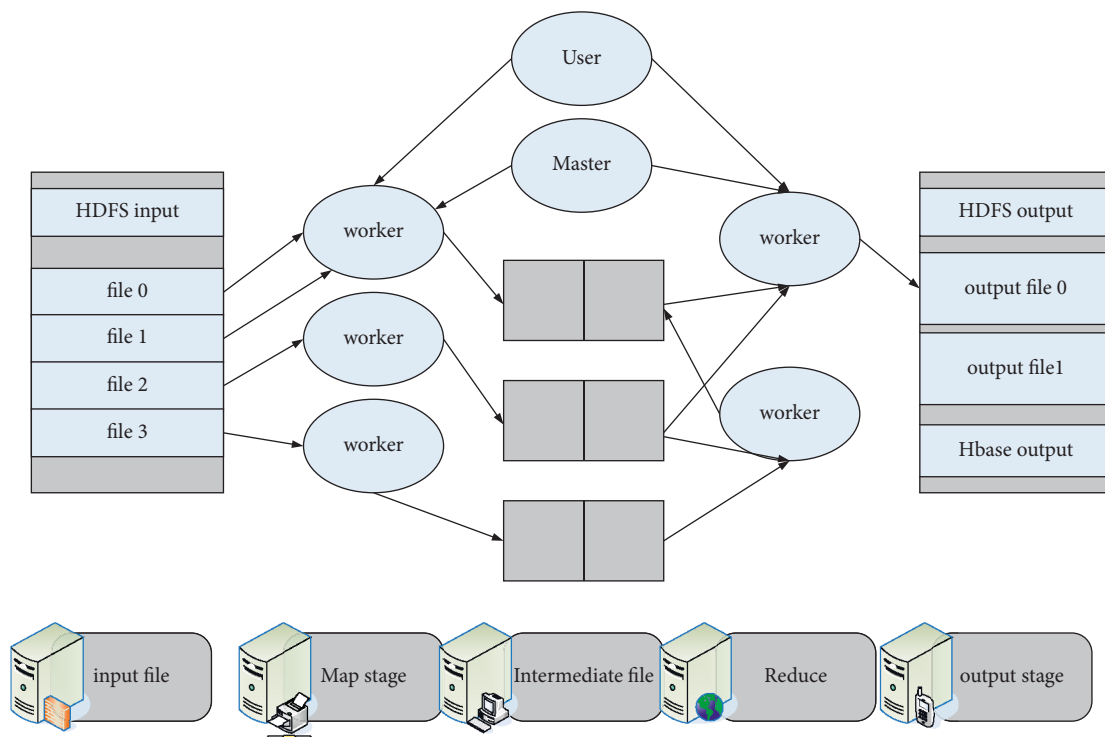 User
Master
HDFS input
file 0
file 1
file 2
file 3
worker
worker
worker
worker
worker
HDFS output
output file 0
output file1
Hbase output
input file
Map stage
Intermediate file
Reduce
output stage